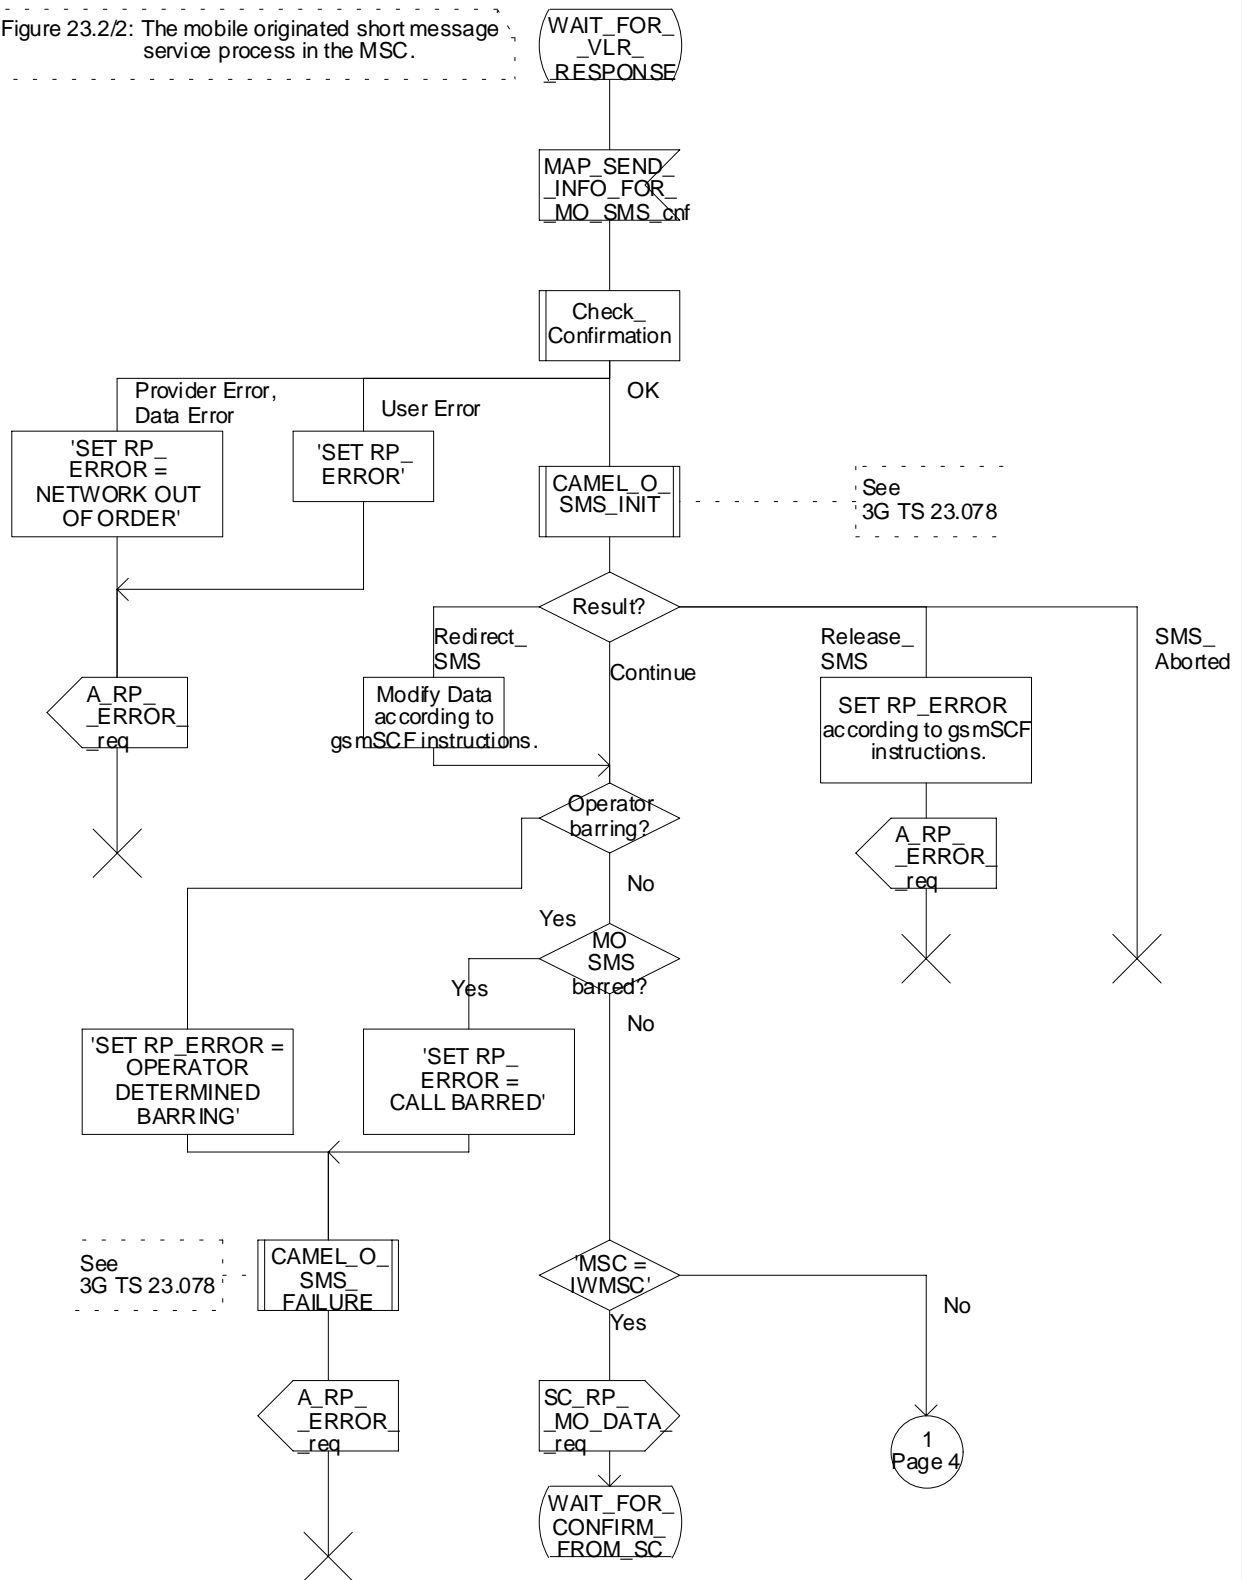 Figure 23.2/2: The mobile originated short message
service process in the MSC.
WAIT_FOR_
_VLR_
_RESPONSE
MAP_SEND_
_INFO_FOR_
_MO_SMS_cnf
Check_
Confirmation
Provider Error,
Data Error
User Error
OK
'SET RP_
ERROR =
NETWORK OUT
OF ORDER'
'SET RP_
ERROR'
CAMEL_O_
SMS_INIT
See
3G TS 23.078
Result?
Redirect_
SMS
Continue
Release_
SMS
SMS_
Aborted
A_RP_
_ERROR_
_req
Modify Data
according to
gsmSCF instructions.
SET RP_ERROR
according to gsmSCF
instructions.
Operator
barring?
A_RP_
_ERROR_
_req
No
Yes
MO
SMS
barred?
Yes
No
'SET RP_ERROR =
OPERATOR
DETERMINED
BARRING'
'SET RP_
ERROR =
CALL BARRED'
See
3G TS 23.078
CAMEL_O_
SMS_
FAILURE
'MSC =
IWMSC'
No
Yes
A_RP_
_ERROR_
_req
SC_RP_
_MO_DATA_
_req
1
Page 4
WAIT_FOR_
CONFIRM_
_FROM_SC